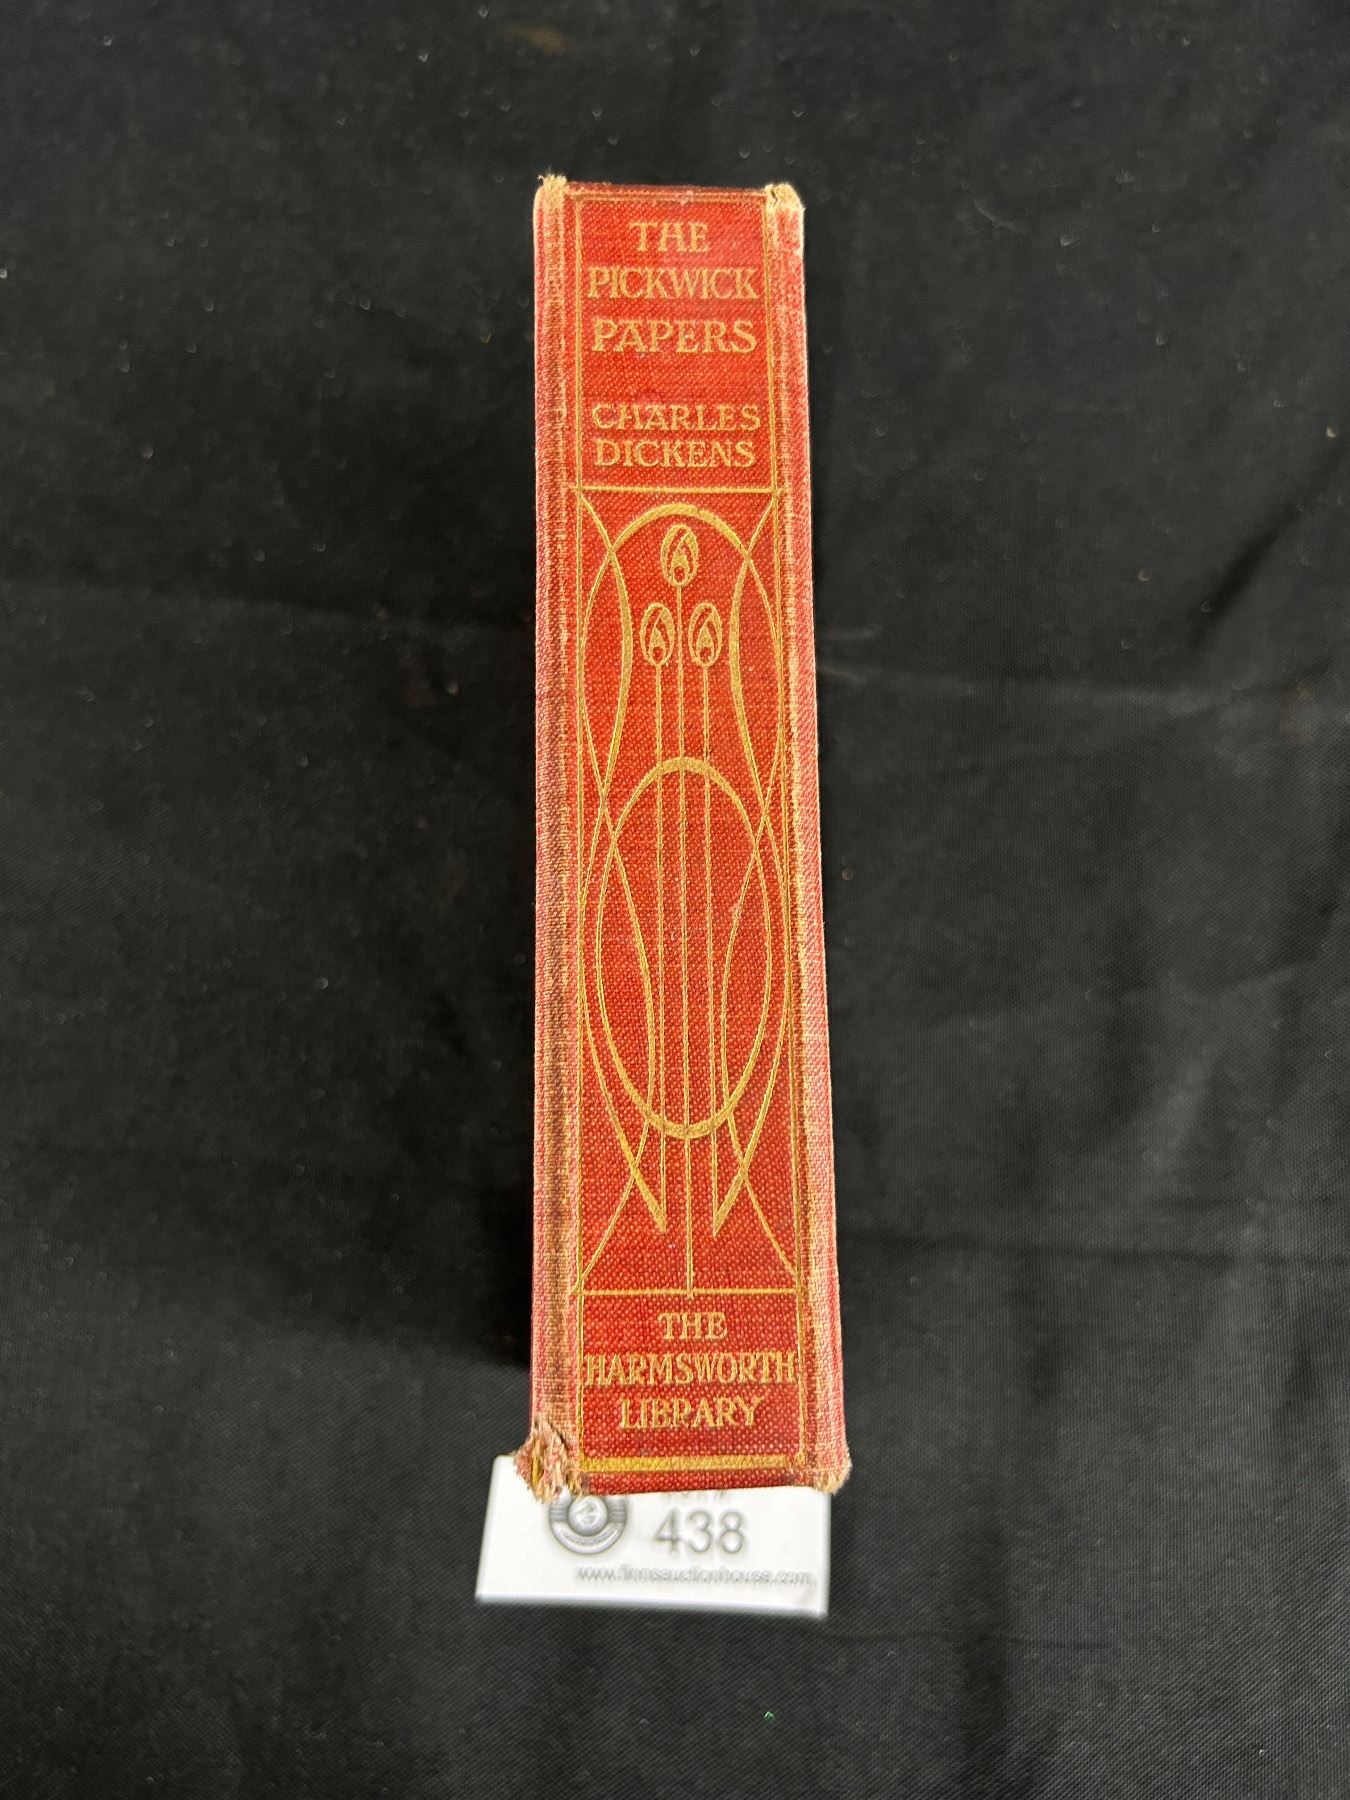 THE
PICKWICK
PAPERS
CHARLES
DICKENS
THE
HARMSWORTH
LIBRARY
438
www.finnsauctionhouse.com